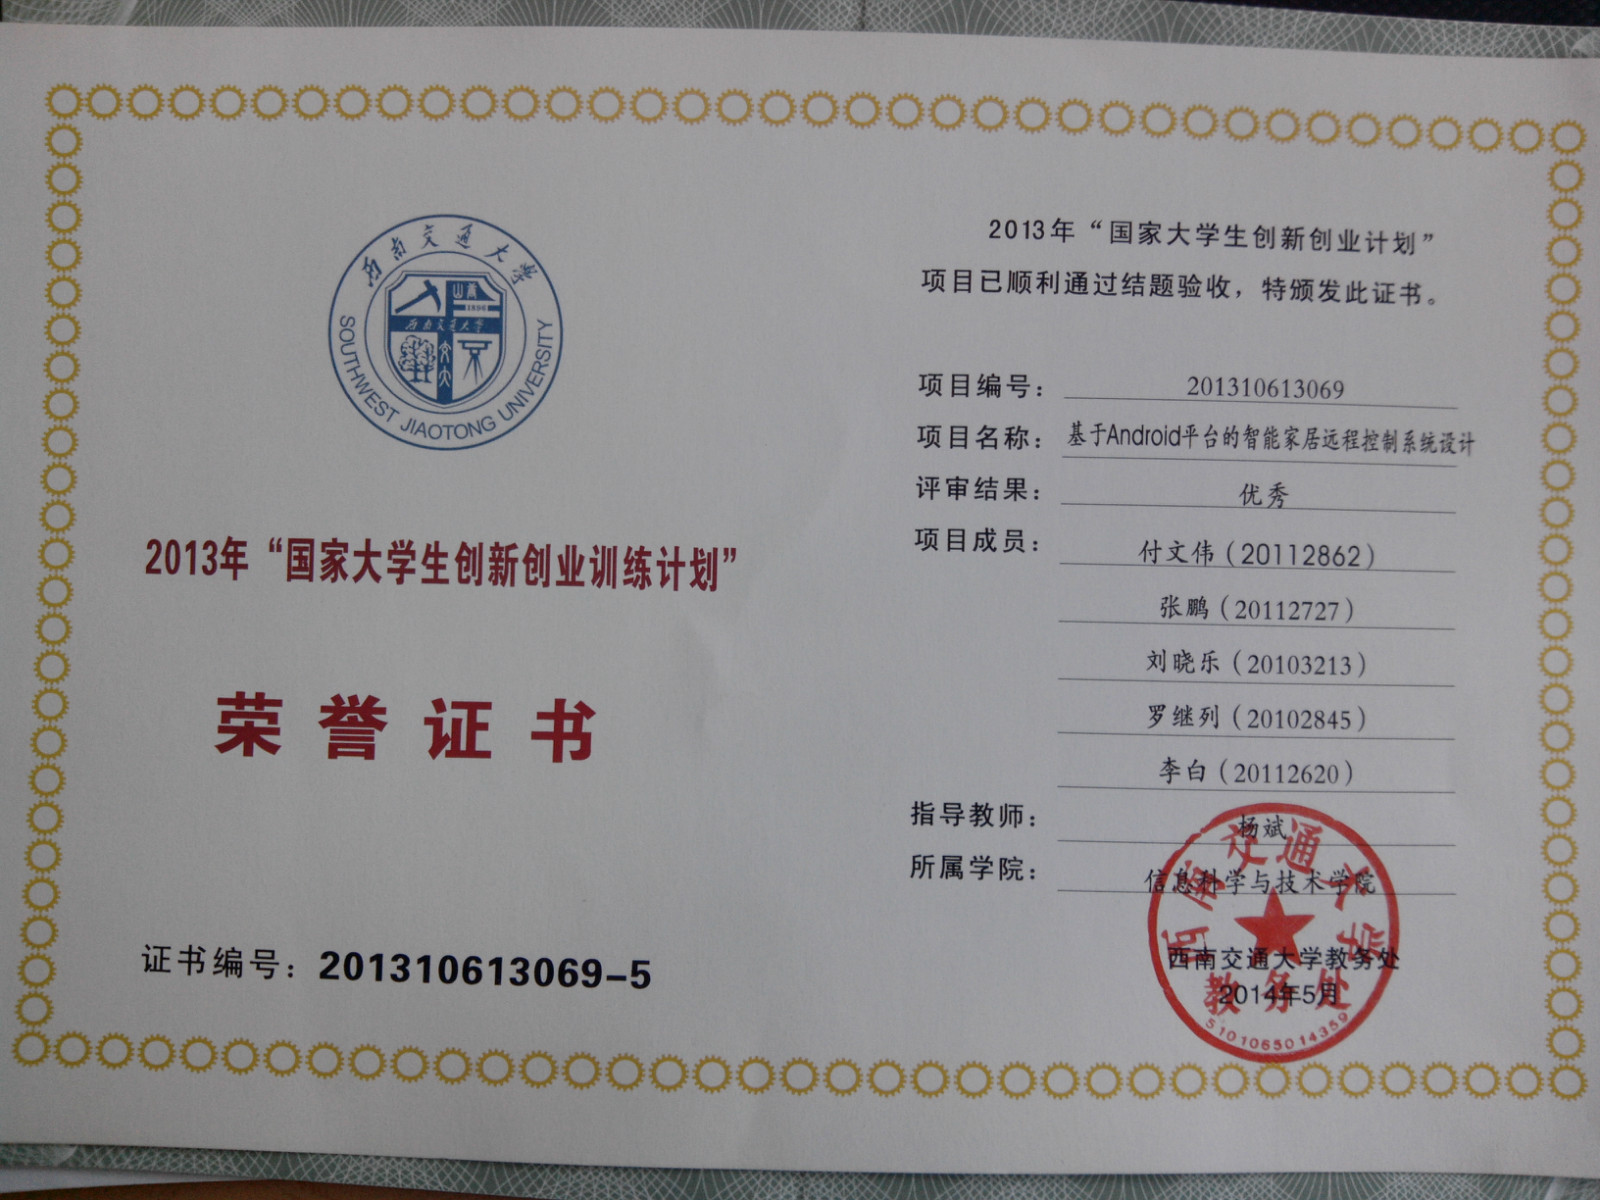 西南交通大学
山海
1896
西南交通大学
SOUTHWEST JIAOTONG UNIVERSITY
2013年“国家大学生创新创业训练计划”
荣誉证书
证书编号：201310613069-5
2013年“国家大学生创新创业计划”
项目已顺利通过结题验收，特颁发此证书。
项目编号： 201310613069
项目名称： 基于Android平台的智能家居远程控制系统设计
评审结果： 优秀
项目成员： 付文伟（20112862）
张鹏（20112727）
刘晓乐（20103213）
罗继列（20102845）
李白（20112620）
指导教师： 杨斌
所属学院： 信息科学与技术学院
西南交通大学教务处
2014年5月
西南交通大学
教务处
5101065014359